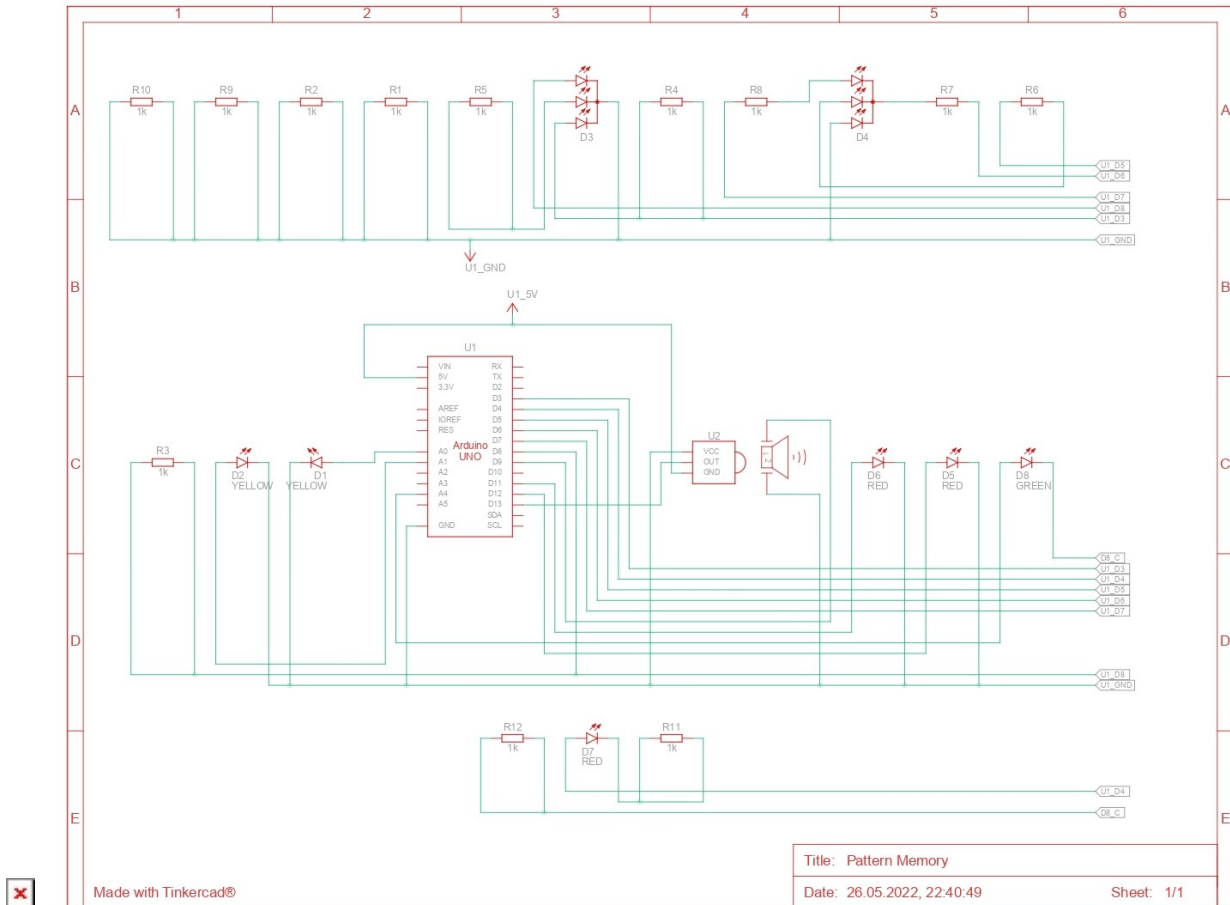 1 2 3 4 5 6
A A
R10 R9 R2 R1 R5 R4 R8 R7 R6
1k 1k 1k 1k 1k 1k 1k 1k 1k
D3 D4
U1_D5
U1_D6
U1_D7
U1_D8
U1_D3
U1_GND
U1_GND
B B
U1_5V
U1
VIN RX
5V TX
3.3V D2
D3
AREF D4
IOREF D5
RES D6
D7
Arduino
UNO
A0 D8
A1 D9
A2 D10
A3 D11
A4 D12
A5 D13
SDA
GND SCL
U2
VCC
OUT
GND
1 2
C C
R3
1k
D2
YELLOW
D1
YELLOW
D6
RED
D5
RED
D8
GREEN
D8_C
U1_D3
U1_D4
U1_D5
U1_D6
U1_D7
D D
U1_D8
U1_GND
R12 R11
1k 1k
D7
RED
U1_D4
D8_C
E E
Title: Pattern Memory
Made with Tinkercad®
Date: 26.05.2022, 22:40:49 Sheet: 1/1